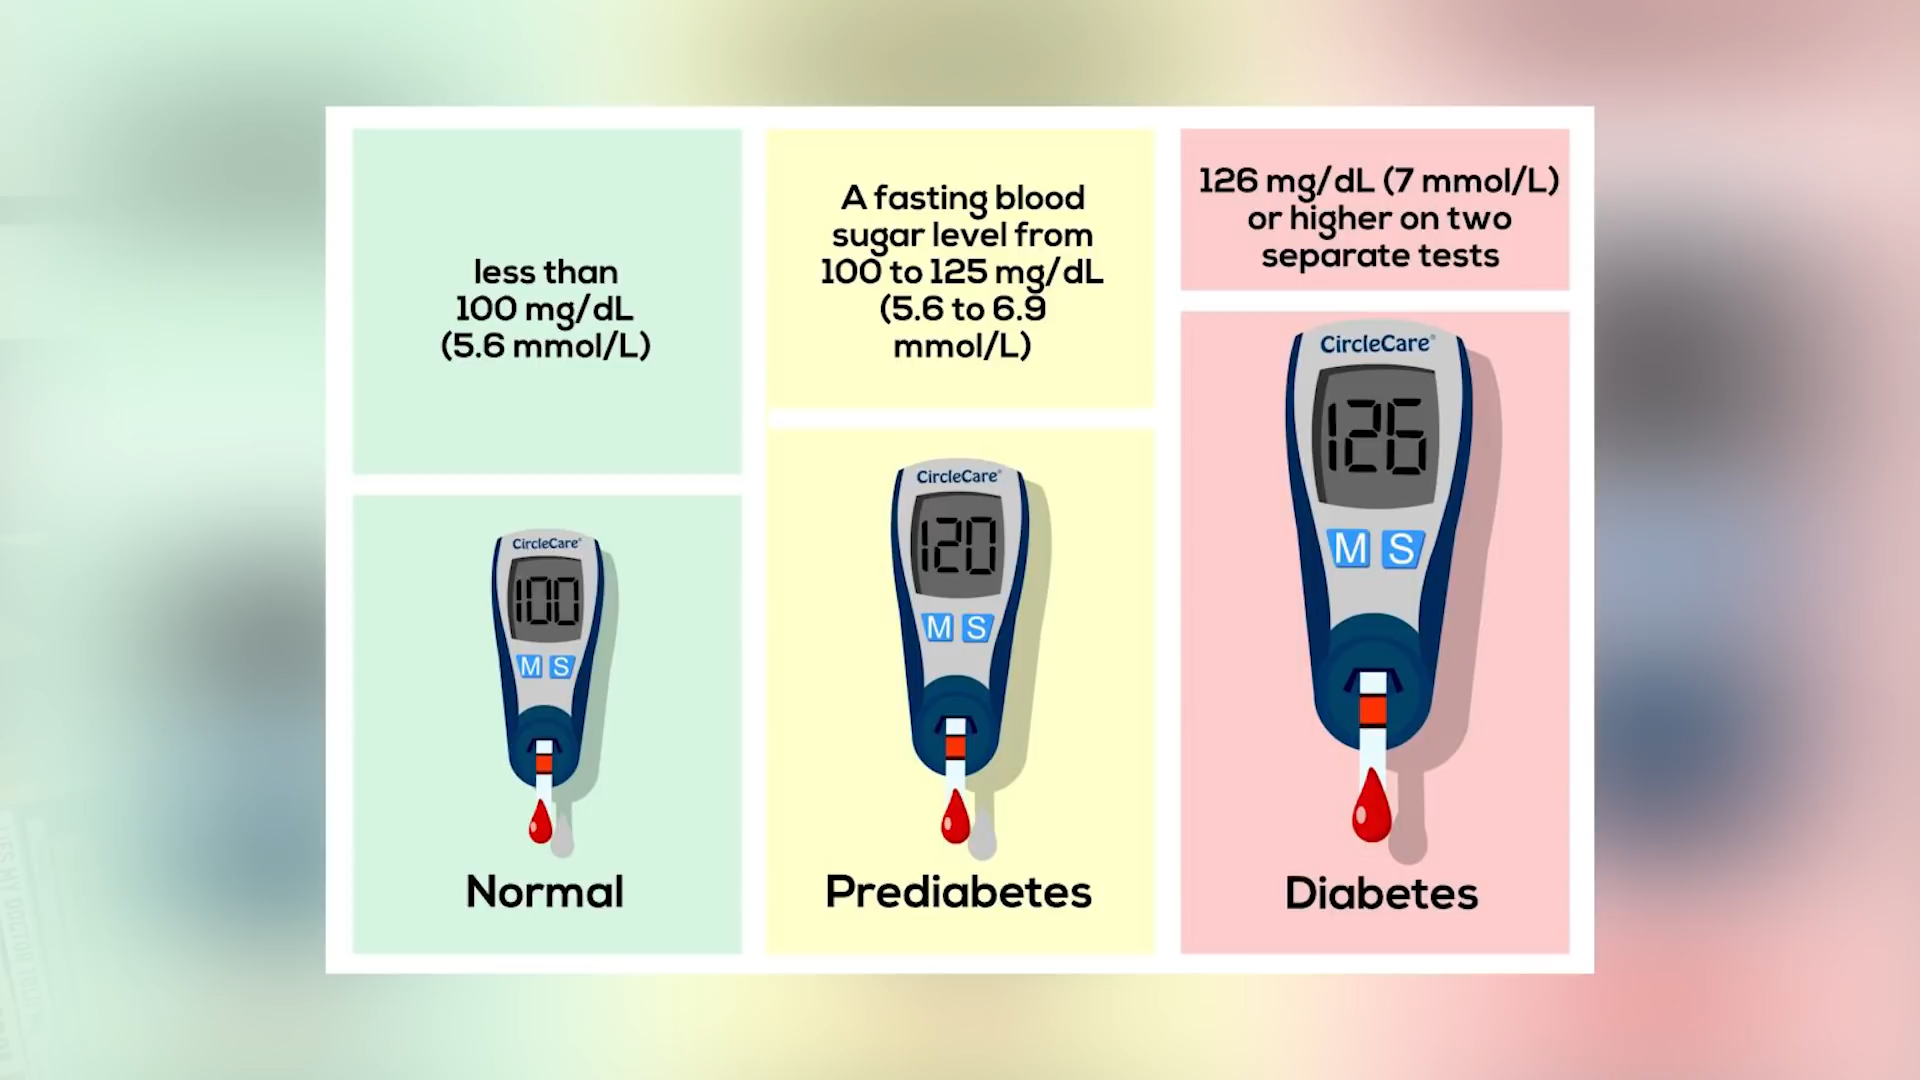 less than
100 mg/dL
(5.6 mmol/L)
CircleCare®
100
M S
Normal
A fasting blood
sugar level from
100 to 125 mg/dL
(5.6 to 6.9
mmol/L)
CircleCare®
120
M S
Prediabetes
126 mg/dL (7 mmol/L)
or higher on two
separate tests
CircleCare®
126
M S
Diabetes